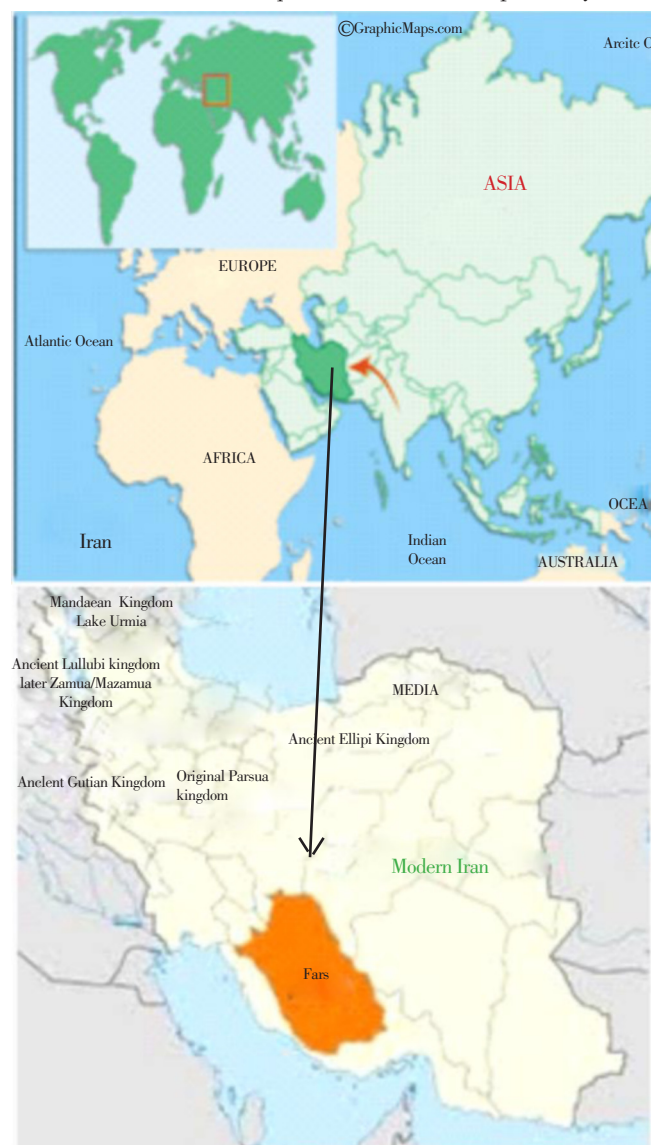 ©GraphicMaps.com
Arcitc O
ASIA
EUROPE
Atlantic Ocean
AFRICA
OCEA
Iran
Indian
Ocean
AUSTRALIA
Mandaean Kingdom
Lake Urmia
Ancient Lullubi kingdom
later Zamua/Mazamua
Kingdom
MEDIA
Ancient Ellipi Kingdom
Original Parsua
kingdom
Anclent Gutian Kingdom
Modern Iran
Fars